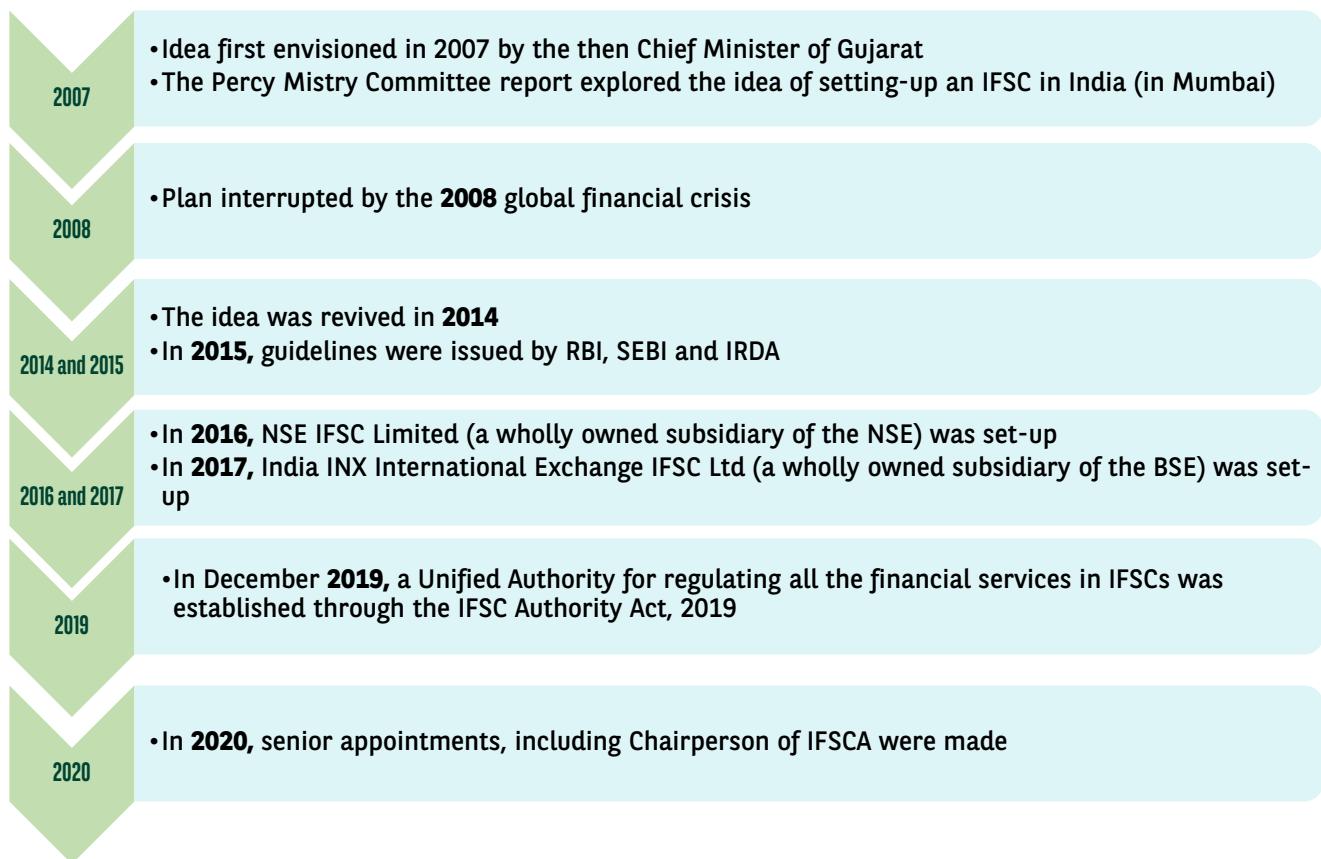 2007
•Idea first envisioned in 2007 by the then Chief Minister of Gujarat
•The Percy Mistry Committee report explored the idea of setting-up an IFSC in India (in Mumbai)
2008
•Plan interrupted by the 2008 global financial crisis
2014 and 2015
•The idea was revived in 2014
•In 2015, guidelines were issued by RBI, SEBI and IRDA
2016 and 2017
•In 2016, NSE IFSC Limited (a wholly owned subsidiary of the NSE) was set-up
•In 2017, India INX International Exchange IFSC Ltd (a wholly owned subsidiary of the BSE) was set-
up
2019
•In December 2019, a Unified Authority for regulating all the financial services in IFSCs was
established through the IFSC Authority Act, 2019
2020
•In 2020, senior appointments, including Chairperson of IFSCA were made